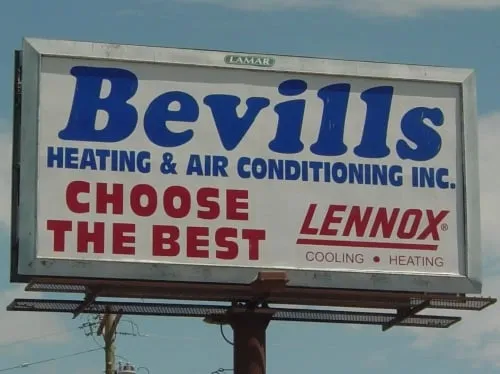 LAMAR
Bevills
HEATING & AIR CONDITIONING INC.
CHOOSE
THE BEST
LENNOX®
COOLING • HEATING